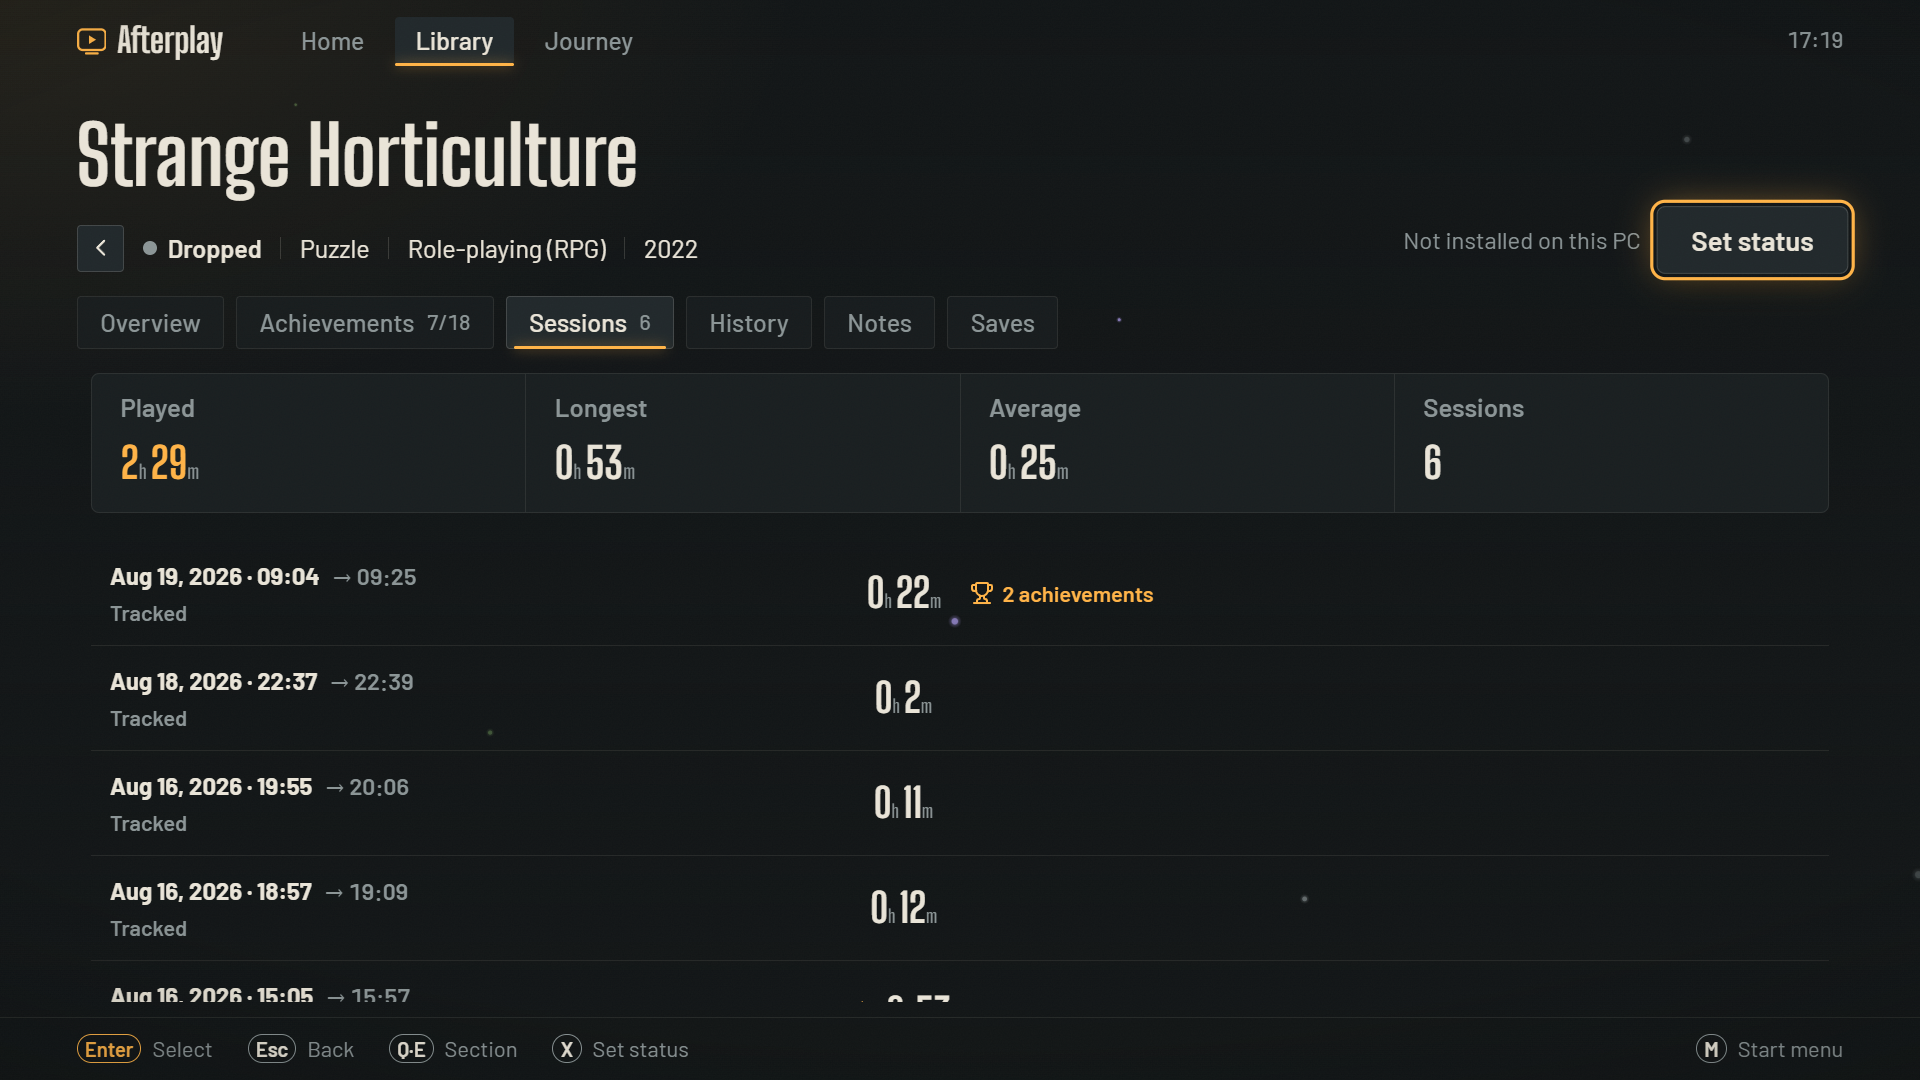 Afterplay Home Library Journey 17:19
Strange Horticulture
Dropped Puzzle Role-playing (RPG) 2022 Not installed on this PC Set status
Overview Achievements 7/18 Sessions 6 History Notes Saves
Played Longest Average Sessions
2h 29m 0h 53m 0h 25m 6
Aug 19, 2026 · 09:04 → 09:25
Tracked
0h 22m 2 achievements
Aug 18, 2026 · 22:37 → 22:39
Tracked
0h 2m
Aug 16, 2026 · 19:55 → 20:06
Tracked
0h 11m
Aug 16, 2026 · 18:57 → 19:09
Tracked
0h 12m
Aug 16, 2026 · 15:05 → 15:57
Enter Select Esc Back Q·E Section X Set status M Start menu